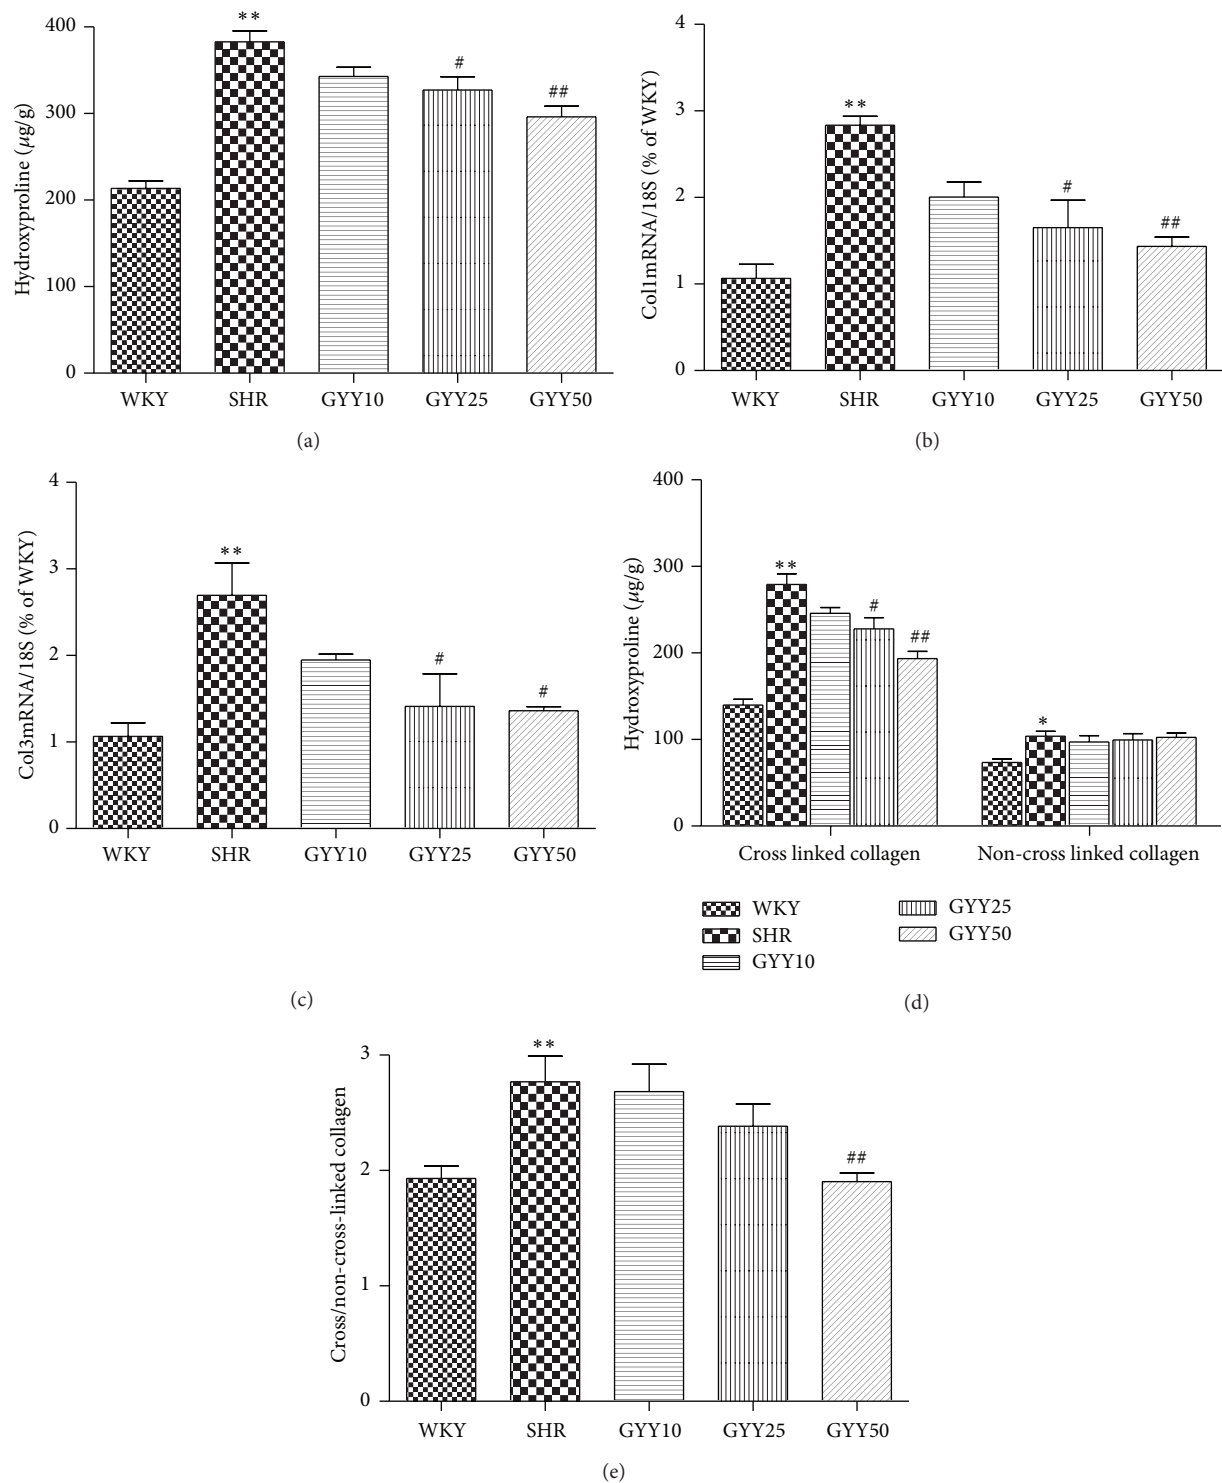 Hydroxyproline (μg/g)
400
300
200
100
0
**
#
##
WKY SHR GYY10 GYY25 GYY50
(a)
Col1mRNA/18S (% of WKY)
4
3
2
1
0
**
#
##
WKY SHR GYY10 GYY25 GYY50
(b)
Col3mRNA/18S (% of WKY)
4
3
2
1
0
**
#
#
WKY SHR GYY10 GYY25 GYY50
(c)
Hydroxyproline (μg/g)
400
300
200
100
0
**
#
##
*
Cross linked collagen Non-cross linked collagen
WKY
SHR
GYY10
GYY25
GYY50
(d)
Cross/non-cross-linked collagen
3
2
1
0
**
##
WKY SHR GYY10 GYY25 GYY50
(e)